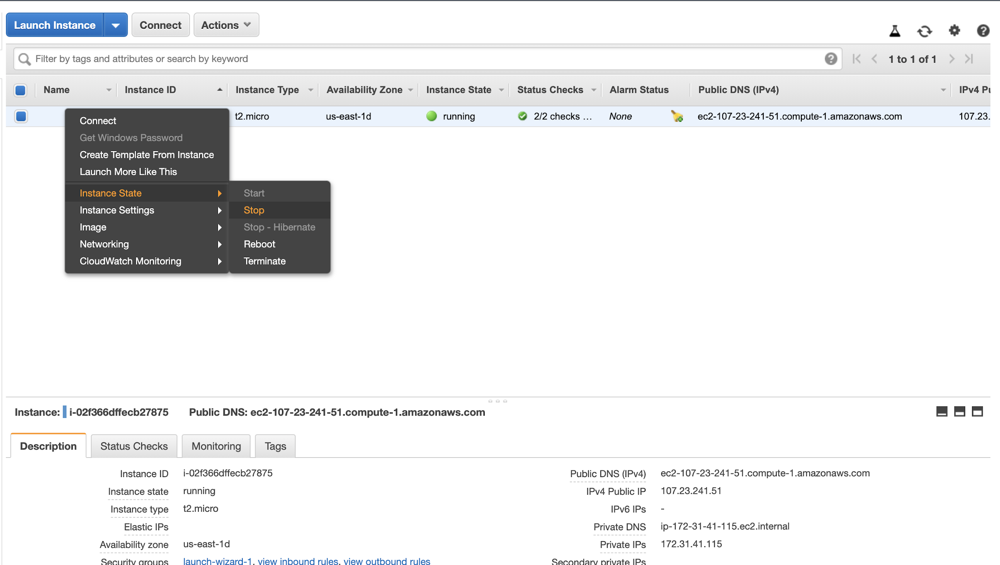 Launch Instance Connect Actions
Filter by tags and attributes or search by keyword 1 to 1 of 1
Name Instance ID Instance Type Availability Zone Instance State Status Checks Alarm Status Public DNS (IPv4) IPv4 Pu
t2.micro us-east-1d running 2/2 checks ... None ec2-107-23-241-51.compute-1.amazonaws.com 107.23.
Connect
Get Windows Password
Create Template From Instance
Launch More Like This
Instance State
Instance Settings
Image
Networking
CloudWatch Monitoring
Start
Stop
Stop - Hibernate
Reboot
Terminate
Instance: i-02f366dffecb27875 Public DNS: ec2-107-23-241-51.compute-1.amazonaws.com
Description Status Checks Monitoring Tags
Instance ID i-02f366dffecb27875
Instance state running
Instance type t2.micro
Elastic IPs
Availability zone us-east-1d
Security groups launch-wizard-1. view inbound rules. view outbound rules
Public DNS (IPv4) ec2-107-23-241-51.compute-1.amazonaws.com
IPv4 Public IP 107.23.241.51
IPv6 IPs -
Private DNS ip-172-31-41-115.ec2.internal
Private IPs 172.31.41.115
Secondary private IPs